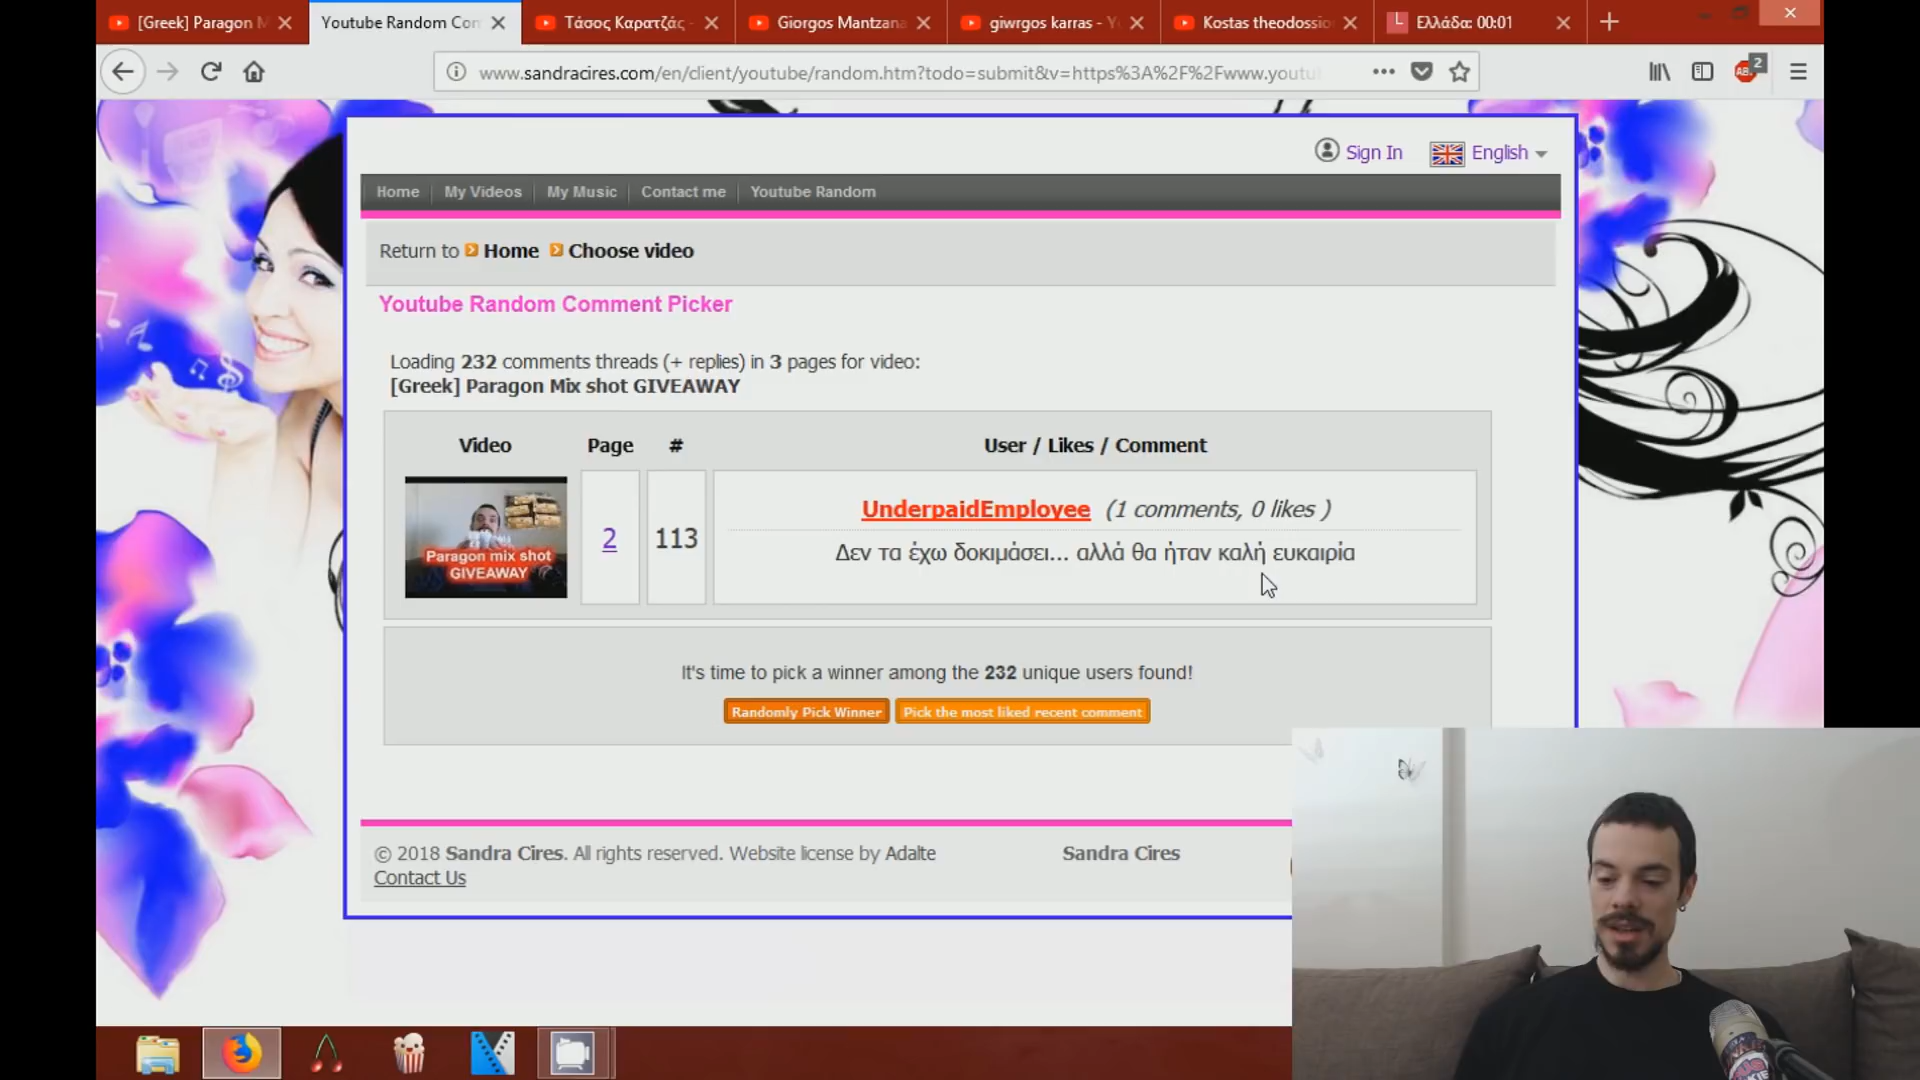 [Greek] Paragon M
Youtube Random Con
Τάσος Καρατζάς -
Giorgos Mantzana
giwrgos karras - Y
Kostas theodossio
Ελλάδα: 00:01
www.sandracires.com/en/client/youtube/random.htm?todo=submit&v=https%3A%2F%2Fwww.youtu
2
Sign In
English
Home
My Videos
My Music
Contact me
Youtube Random
Return to Home Choose video
Youtube Random Comment Picker
Loading 232 comments threads (+ replies) in 3 pages for video:
[Greek] Paragon Mix shot GIVEAWAY
Video
Page
#
User / Likes / Comment
Paragon mix shot
GIVEAWAY
2
113
UnderpaidEmployee (1 comments, 0 likes )
Δεν τα έχω δοκιμάσει... αλλά θα ήταν καλή ευκαιρία
It's time to pick a winner among the 232 unique users found!
Randomly Pick Winner
Pick the most liked recent comment
© 2018 Sandra Cires. All rights reserved. Website license by Adalte
Contact Us
Sandra Cires